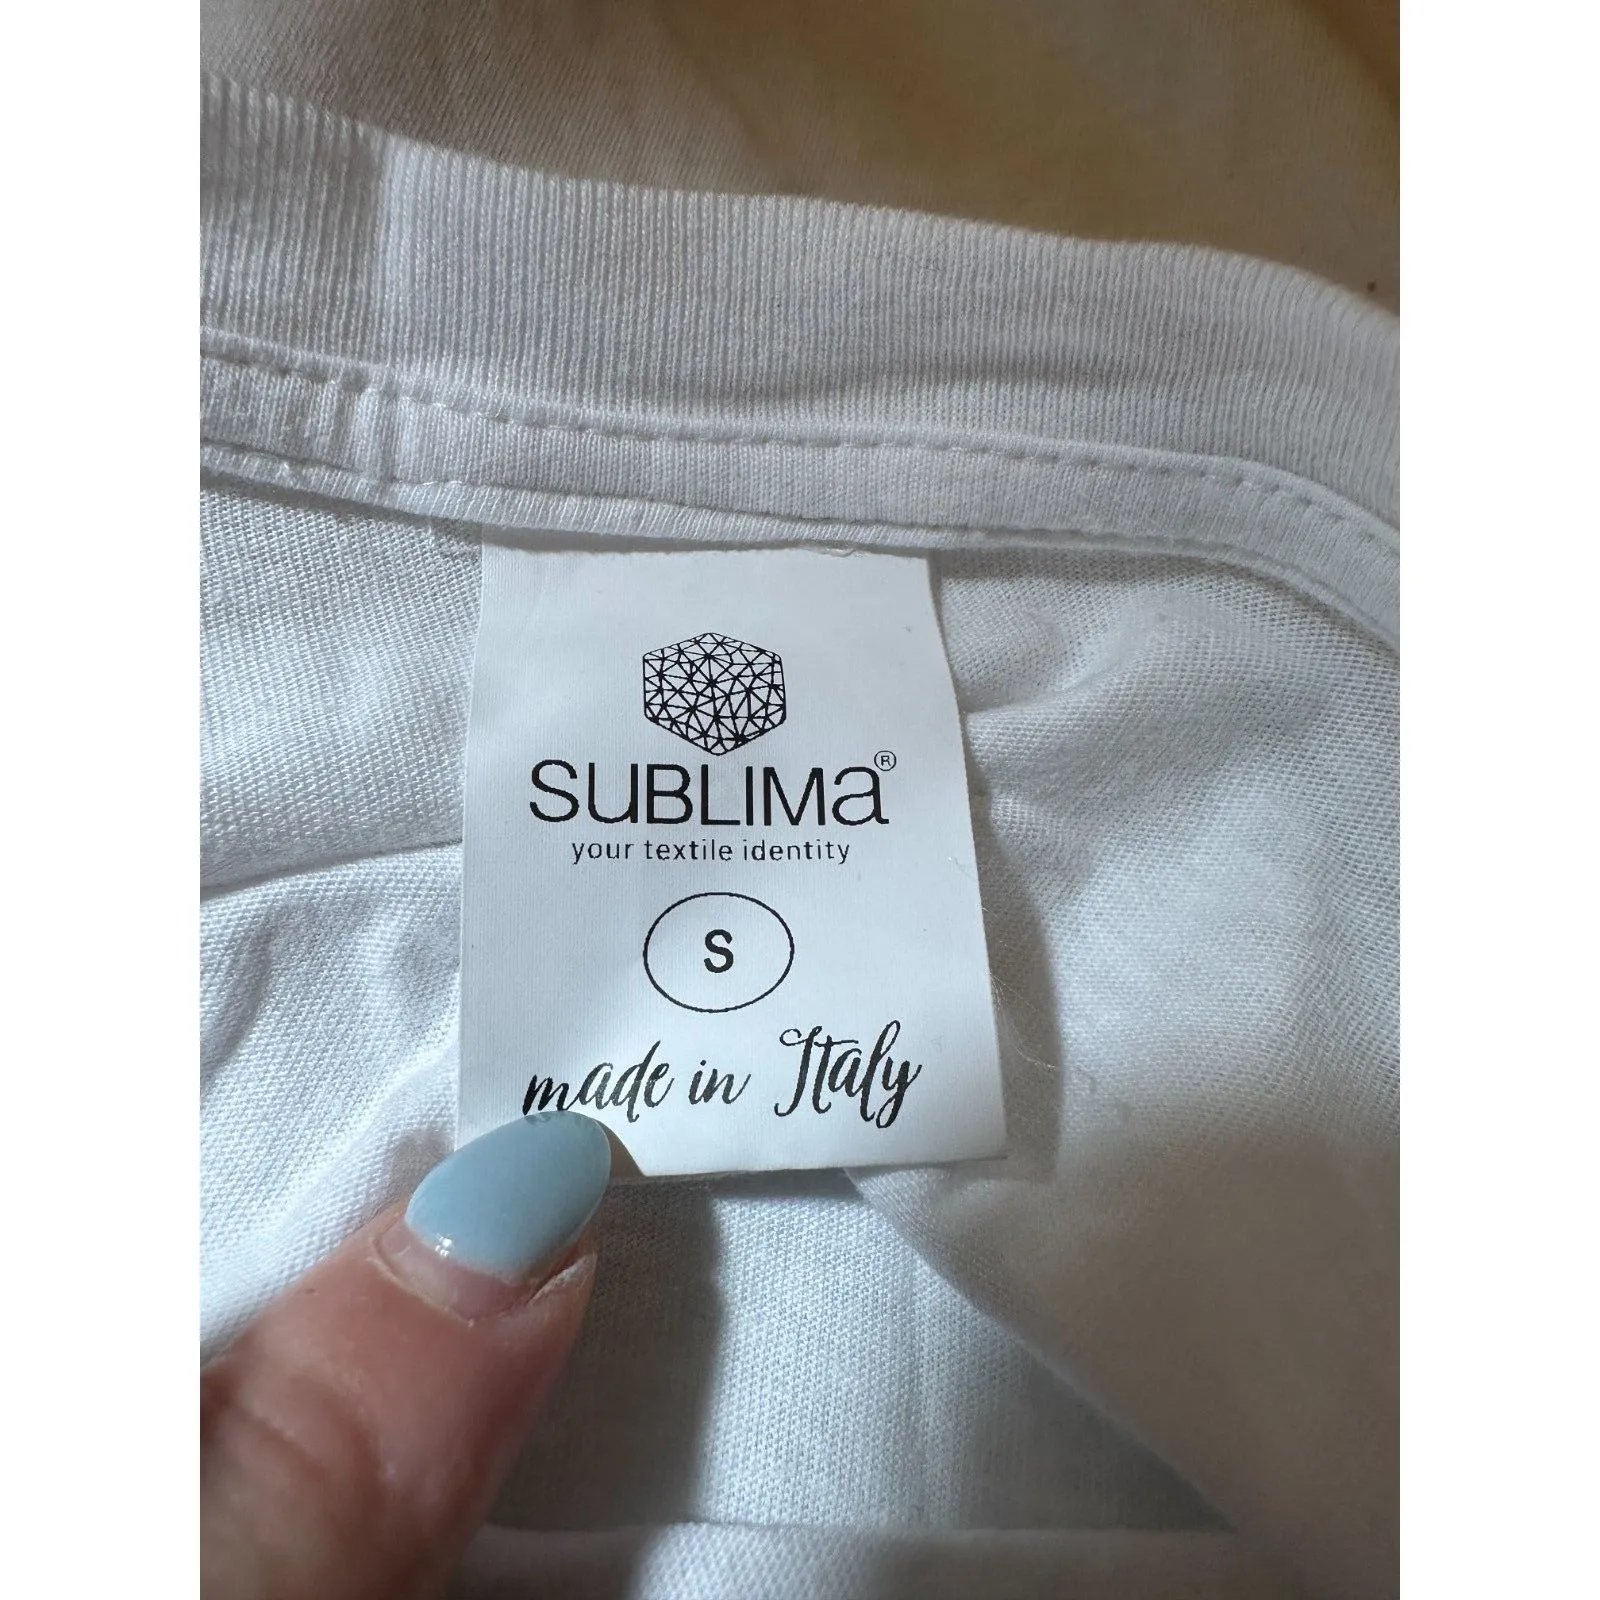 SUBLIMa®
your textile identity
S
made in Italy